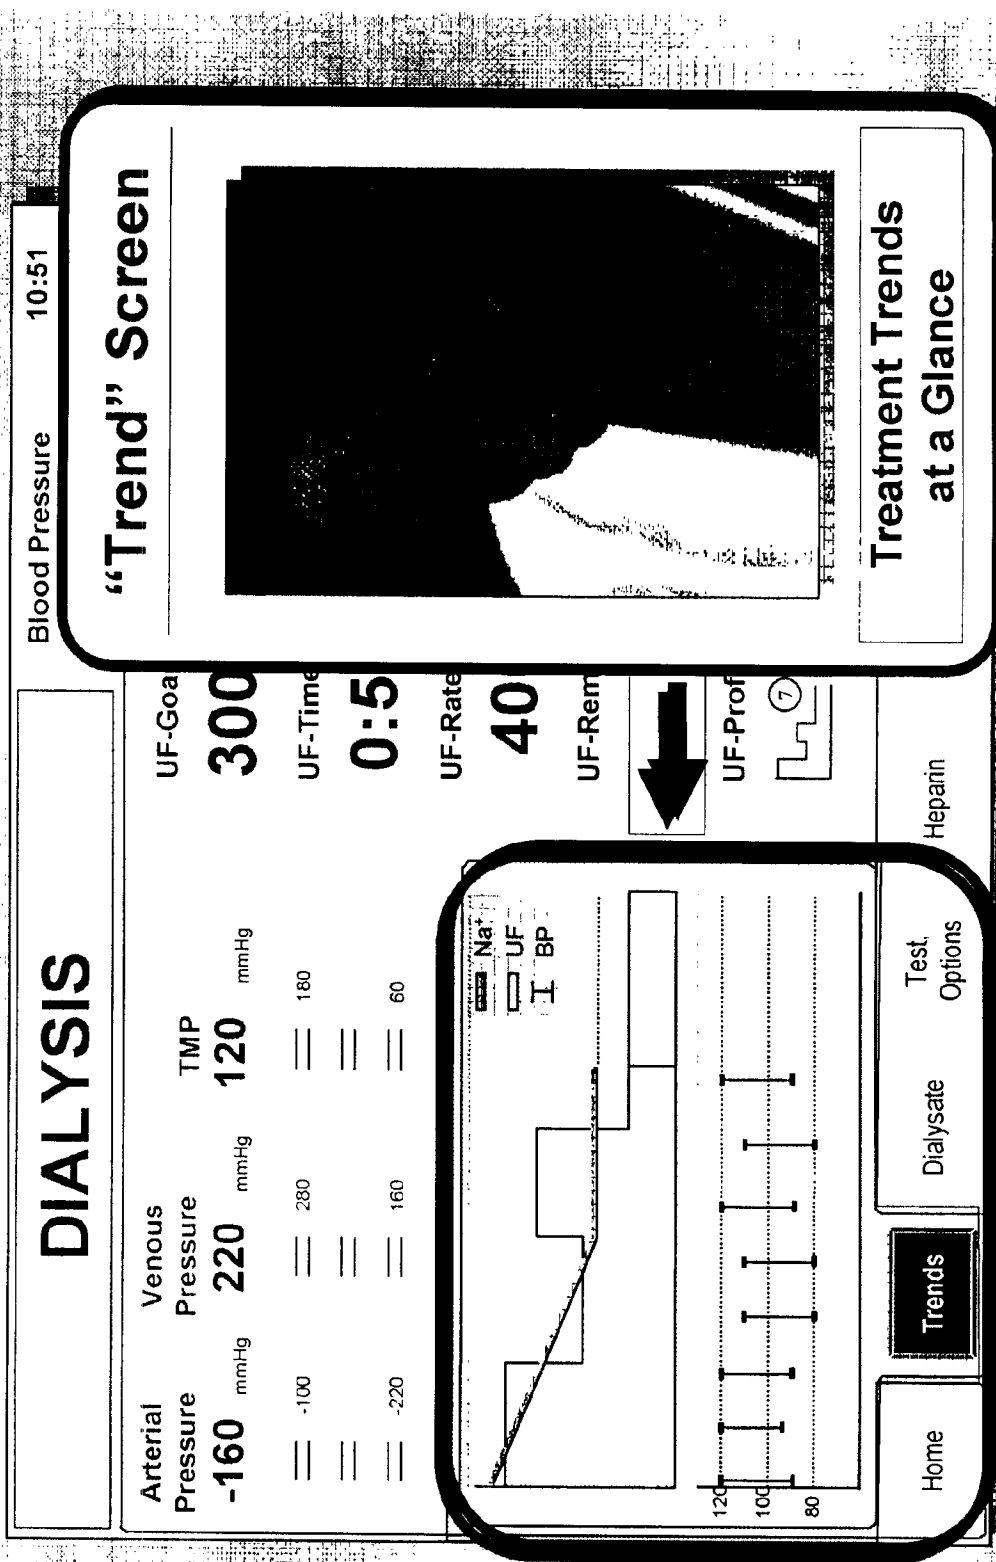 DIALYSIS
Blood Pressure 10:51
Arterial
Pressure
-160 mmHg
-100
-220
Venous
Pressure
220 mmHg
280
160
TMP
120 mmHg
180
60
UF-Goa
300
UF-Time
0:5
UF-Rate
40
UF-Rem
UF-Prof
7
Na+
UF
BP
120
100
80
Home
Trends
Dialysate
Test.
Options
Heparin
“Trend” Screen
Treatment Trends
at a Glance